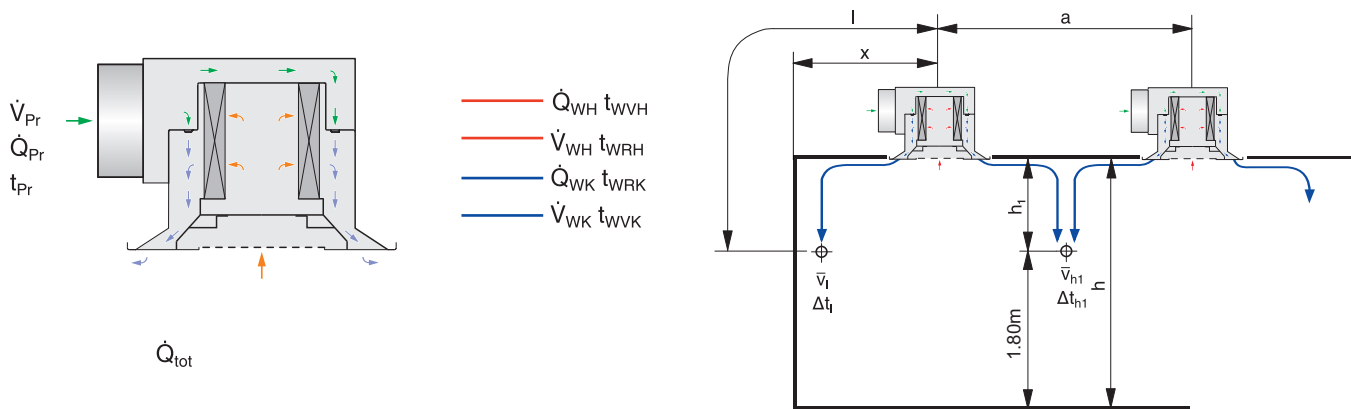 V̇Pr
Q̇Pr
tPr
Q̇WH tWVH
V̇WH tWRH
Q̇WK tWRK
V̇WK tWVK
Q̇tot
l
a
x
h1
h
v̄l
Δtl
v̄h1
Δth1
1.80m